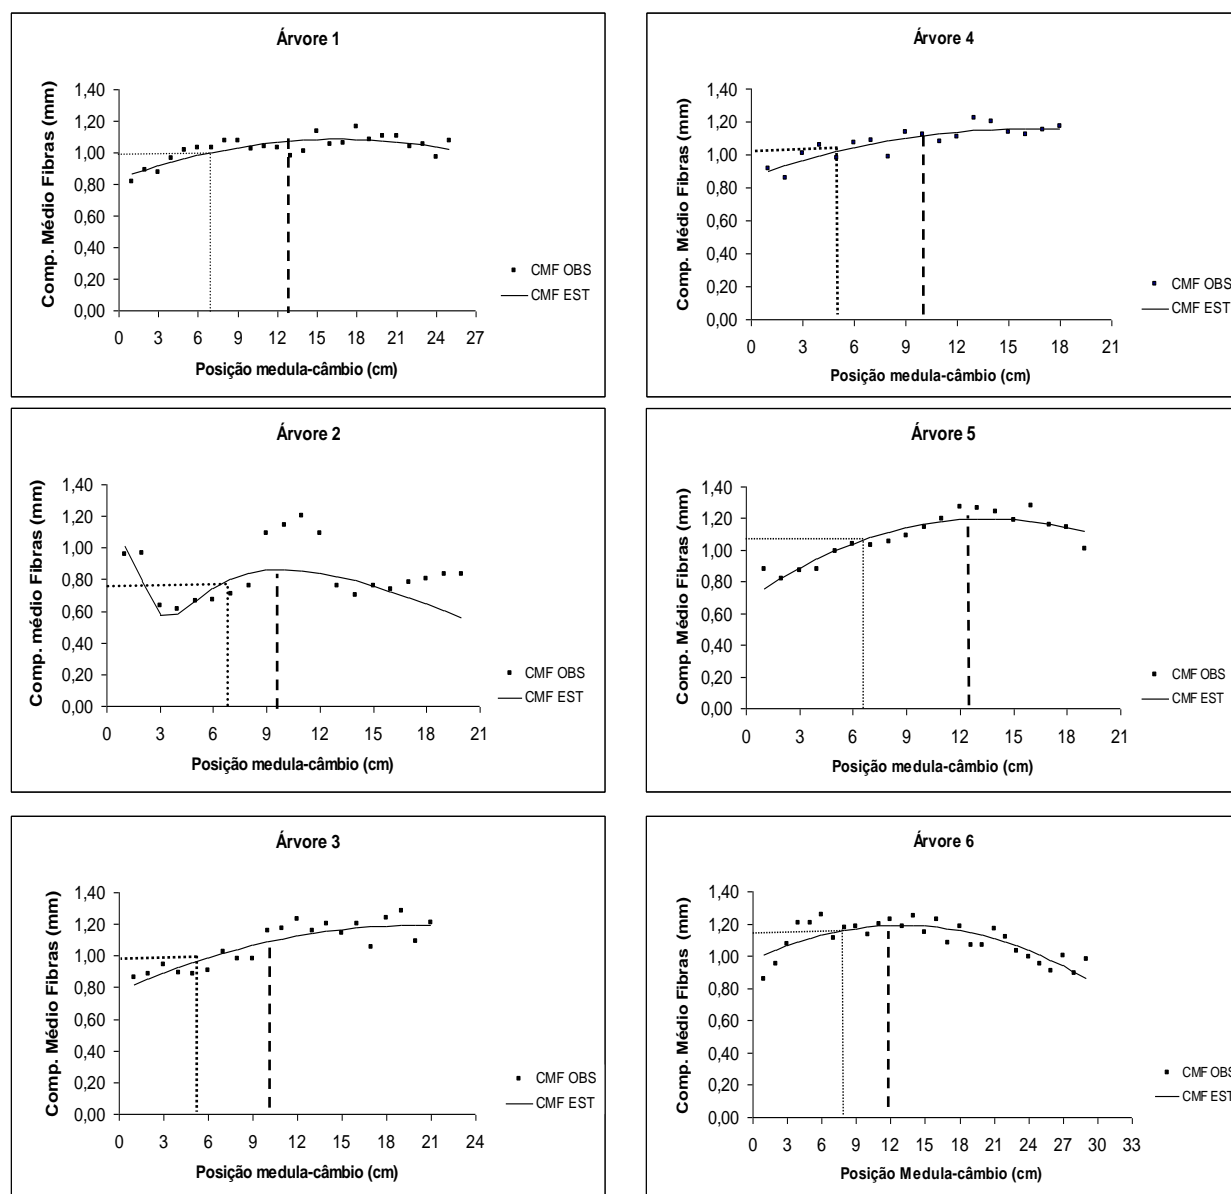 Árvore 1
Comp. Médio Fibras (mm)
1,40
1,20
1,00
0,80
0,60
0,40
0,20
0,00
0 3 6 9 12 15 18 21 24 27
Posição medula-câmbio (cm)
CMF OBS
CMF EST
Árvore 4
Comp. Médio Fibras (mm)
1,40
1,20
1,00
0,80
0,60
0,40
0,20
0,00
0 3 6 9 12 15 18 21
Posição medula-câmbio (cm)
CMF OBS
CMF EST
Árvore 2
Comp. médio Fibras (mm)
1,40
1,20
1,00
0,80
0,60
0,40
0,20
0,00
0 3 6 9 12 15 18 21
Posição medula-câmbio (cm)
CMF OBS
CMF EST
Árvore 5
Comp. Médio Fibras (mm)
1,40
1,20
1,00
0,80
0,60
0,40
0,20
0,00
0 3 6 9 12 15 18 21
Posição medula-câmbio (cm)
CMF OBS
CMF EST
Árvore 3
Comp. Médio Fibras (mm)
1,40
1,20
1,00
0,80
0,60
0,40
0,20
0,00
0 3 6 9 12 15 18 21 24
Posição medula-câmbio (cm)
CMF OBS
CMF EST
Árvore 6
Comp. Médio Fibras (mm)
1,40
1,20
1,00
0,80
0,60
0,40
0,20
0,00
0 3 6 9 12 15 18 21 24 27 30 33
Posição Medula-câmbio (cm)
CMF OBS
CMF EST